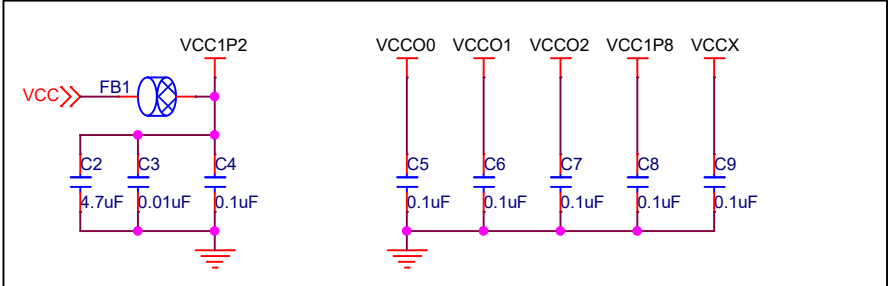 VCC1P2 VCCO0 VCCO1 VCCO2 VCC1P8 VCCX
VCC FB1
C2 C3 C4 C5 C6 C7 C8 C9
4.7uF 0.01uF 0.1uF 0.1uF 0.1uF 0.1uF 0.1uF 0.1uF